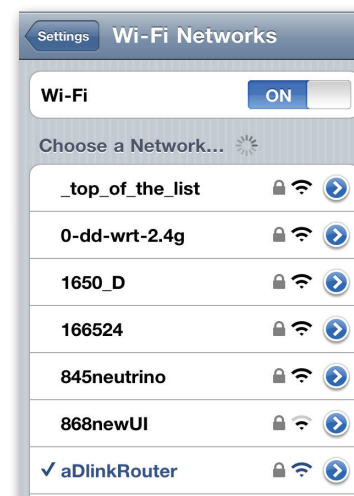 Settings
Wi-Fi Networks
Wi-Fi
ON
Choose a Network...
_top_of_the_list
0-dd-wrt-2.4g
1650_D
166524
845neutrino
868newUI
aDlinkRouter